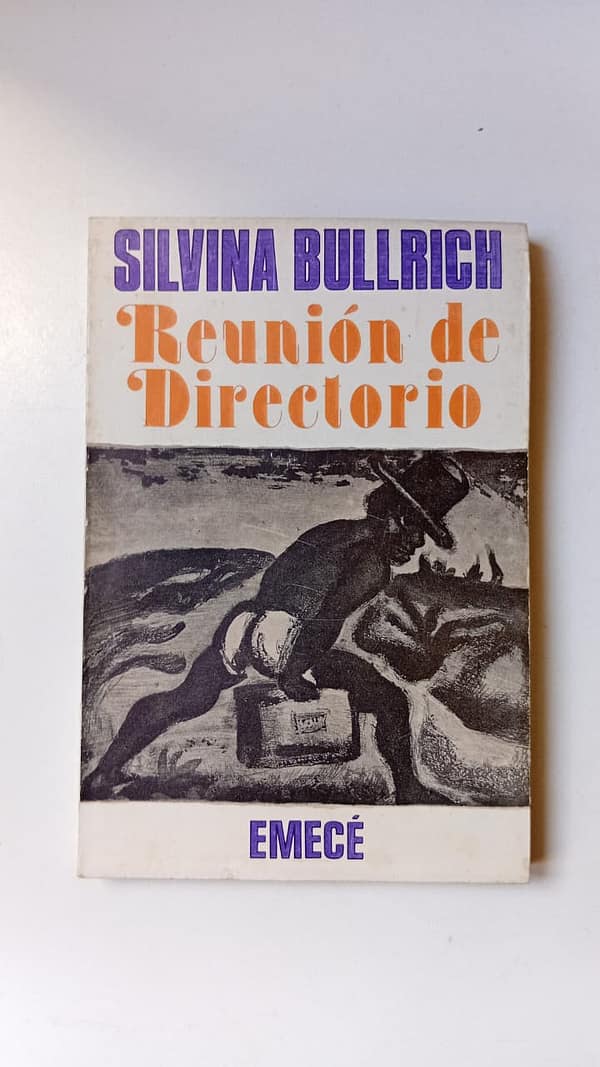 SILVINA BULLRICH
Reunión de
Directorio
EMECÉ